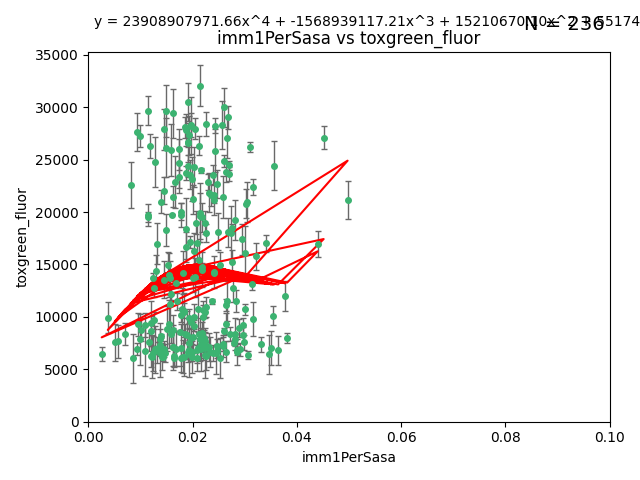 y = 23908907971.66x^4 + -1568939117.21x^3 + 15210670.
N = 236
imm1PerSasa vs toxgreen_fluor
35000
30000
25000
20000
15000
10000
5000
0
toxgreen_fluor
0.00 0.02 0.04 0.06 0.08 0.10
imm1PerSasa